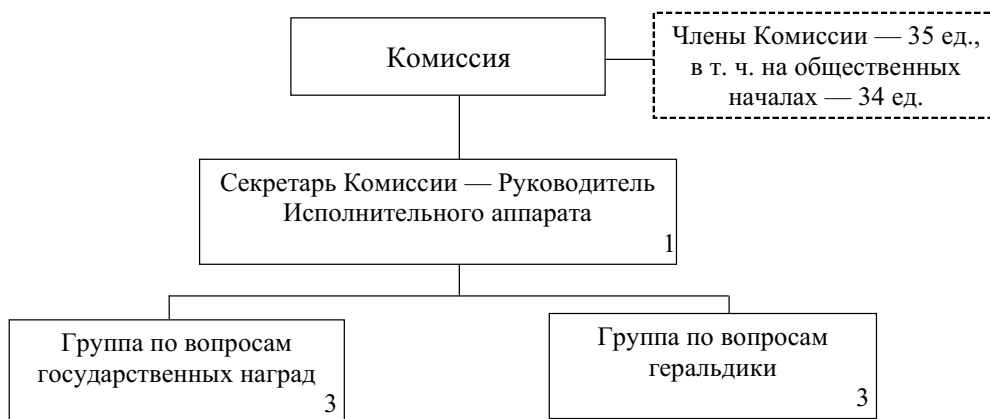 Комиссия
Члены Комиссии — 35 ед.,
в т. ч. на общественных
началах — 34 ед.
Секретарь Комиссии — Руководитель
Исполнительного аппарата
1
Группа по вопросам
государственных наград
3
Группа по вопросам
геральдики
3